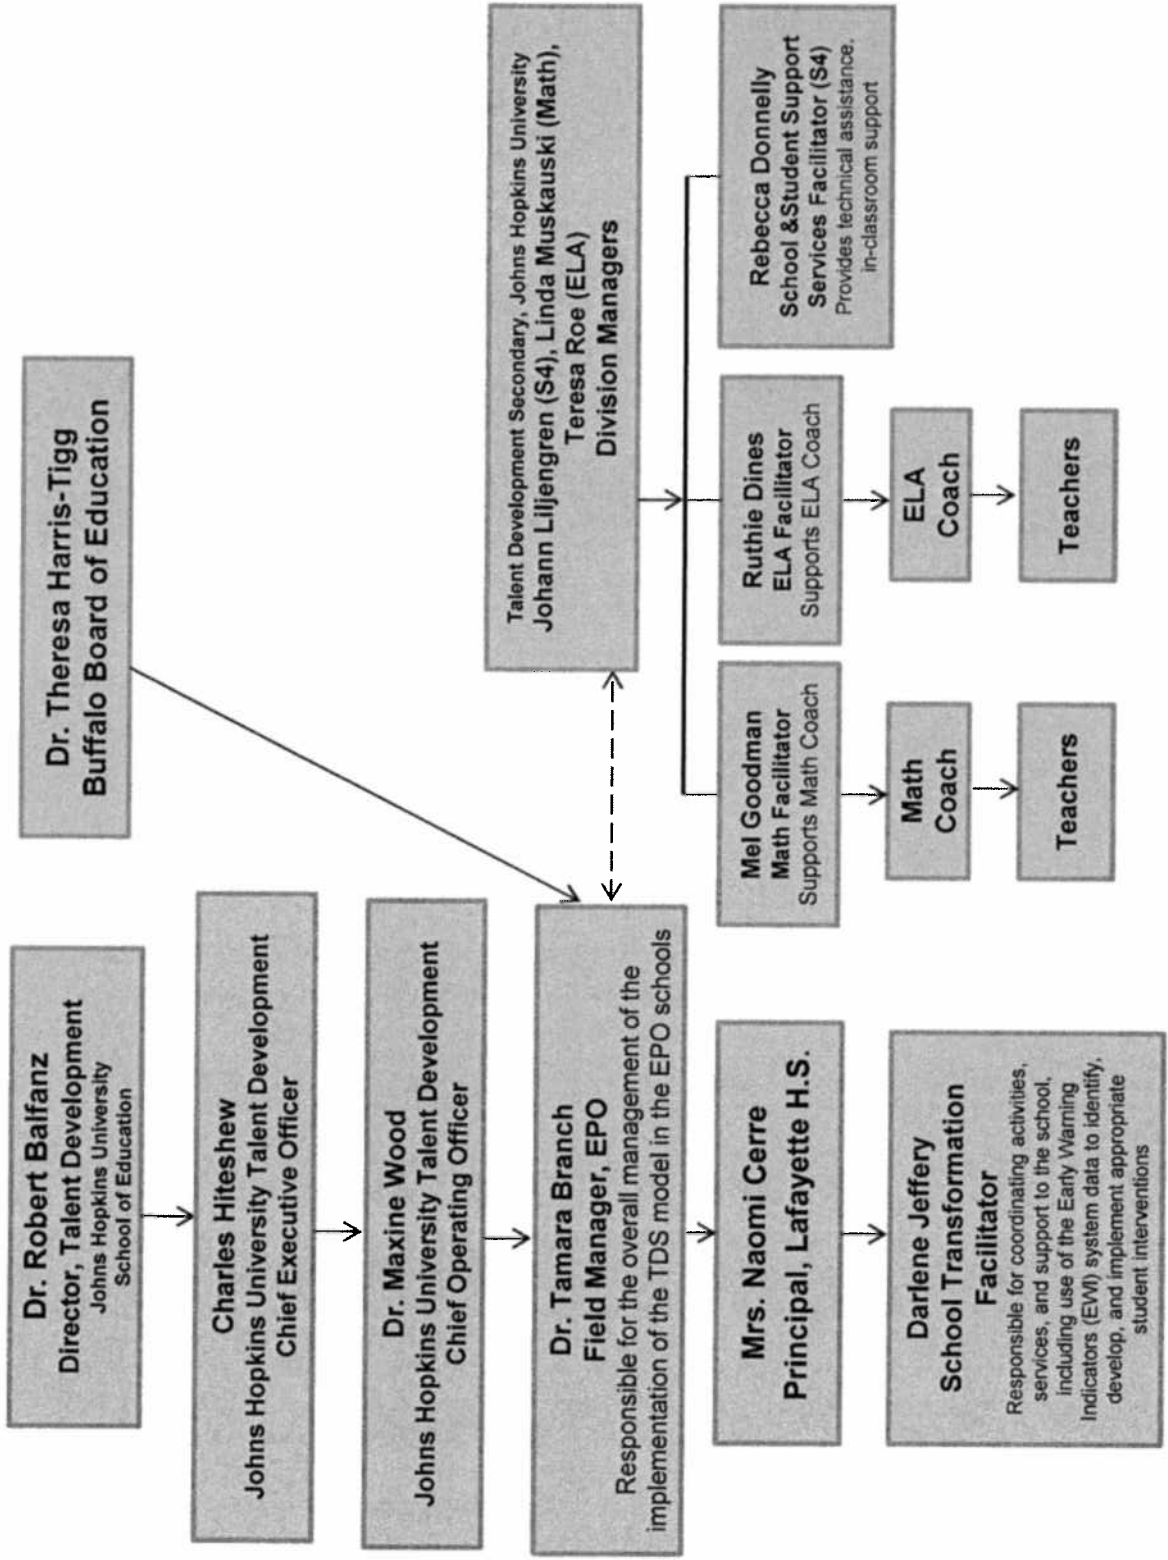 Dr. Robert Balfanz
Director, Talent Development
Johns Hopkins University
School of Education
Dr. Theresa Harris-Tigg
Buffalo Board of Education
Charles Hiteshew
Johns Hopkins University Talent Development
Chief Executive Officer
Dr. Maxine Wood
Johns Hopkins University Talent Development
Chief Operating Officer
Dr. Tamara Branch
Field Manager, EPO
Responsible for the overall management of the
implementation of the TDS model in the EPO schools
Talent Development Secondary, Johns Hopkins University
Johann Liljengren (S4), Linda Muskauski (Math),
Teresa Roe (ELA)
Division Managers
Mrs. Naomi Cerre
Principal, Lafayette H.S.
Mel Goodman
Math Facilitator
Supports Math Coach
Ruthie Dines
ELA Facilitator
Supports ELA Coach
Rebecca Donnelly
School &Student Support
Services Facilitator (S4)
Provides technical assistance,
in-classroom support
Darlene Jeffery
School Transformation
Facilitator
Responsible for coordinating activities,
services, and support to the school,
including use of the Early Warning
Indicators (EWI) system data to identify,
develop, and implement appropriate
student interventions
Math
Coach
ELA
Coach
Teachers
Teachers